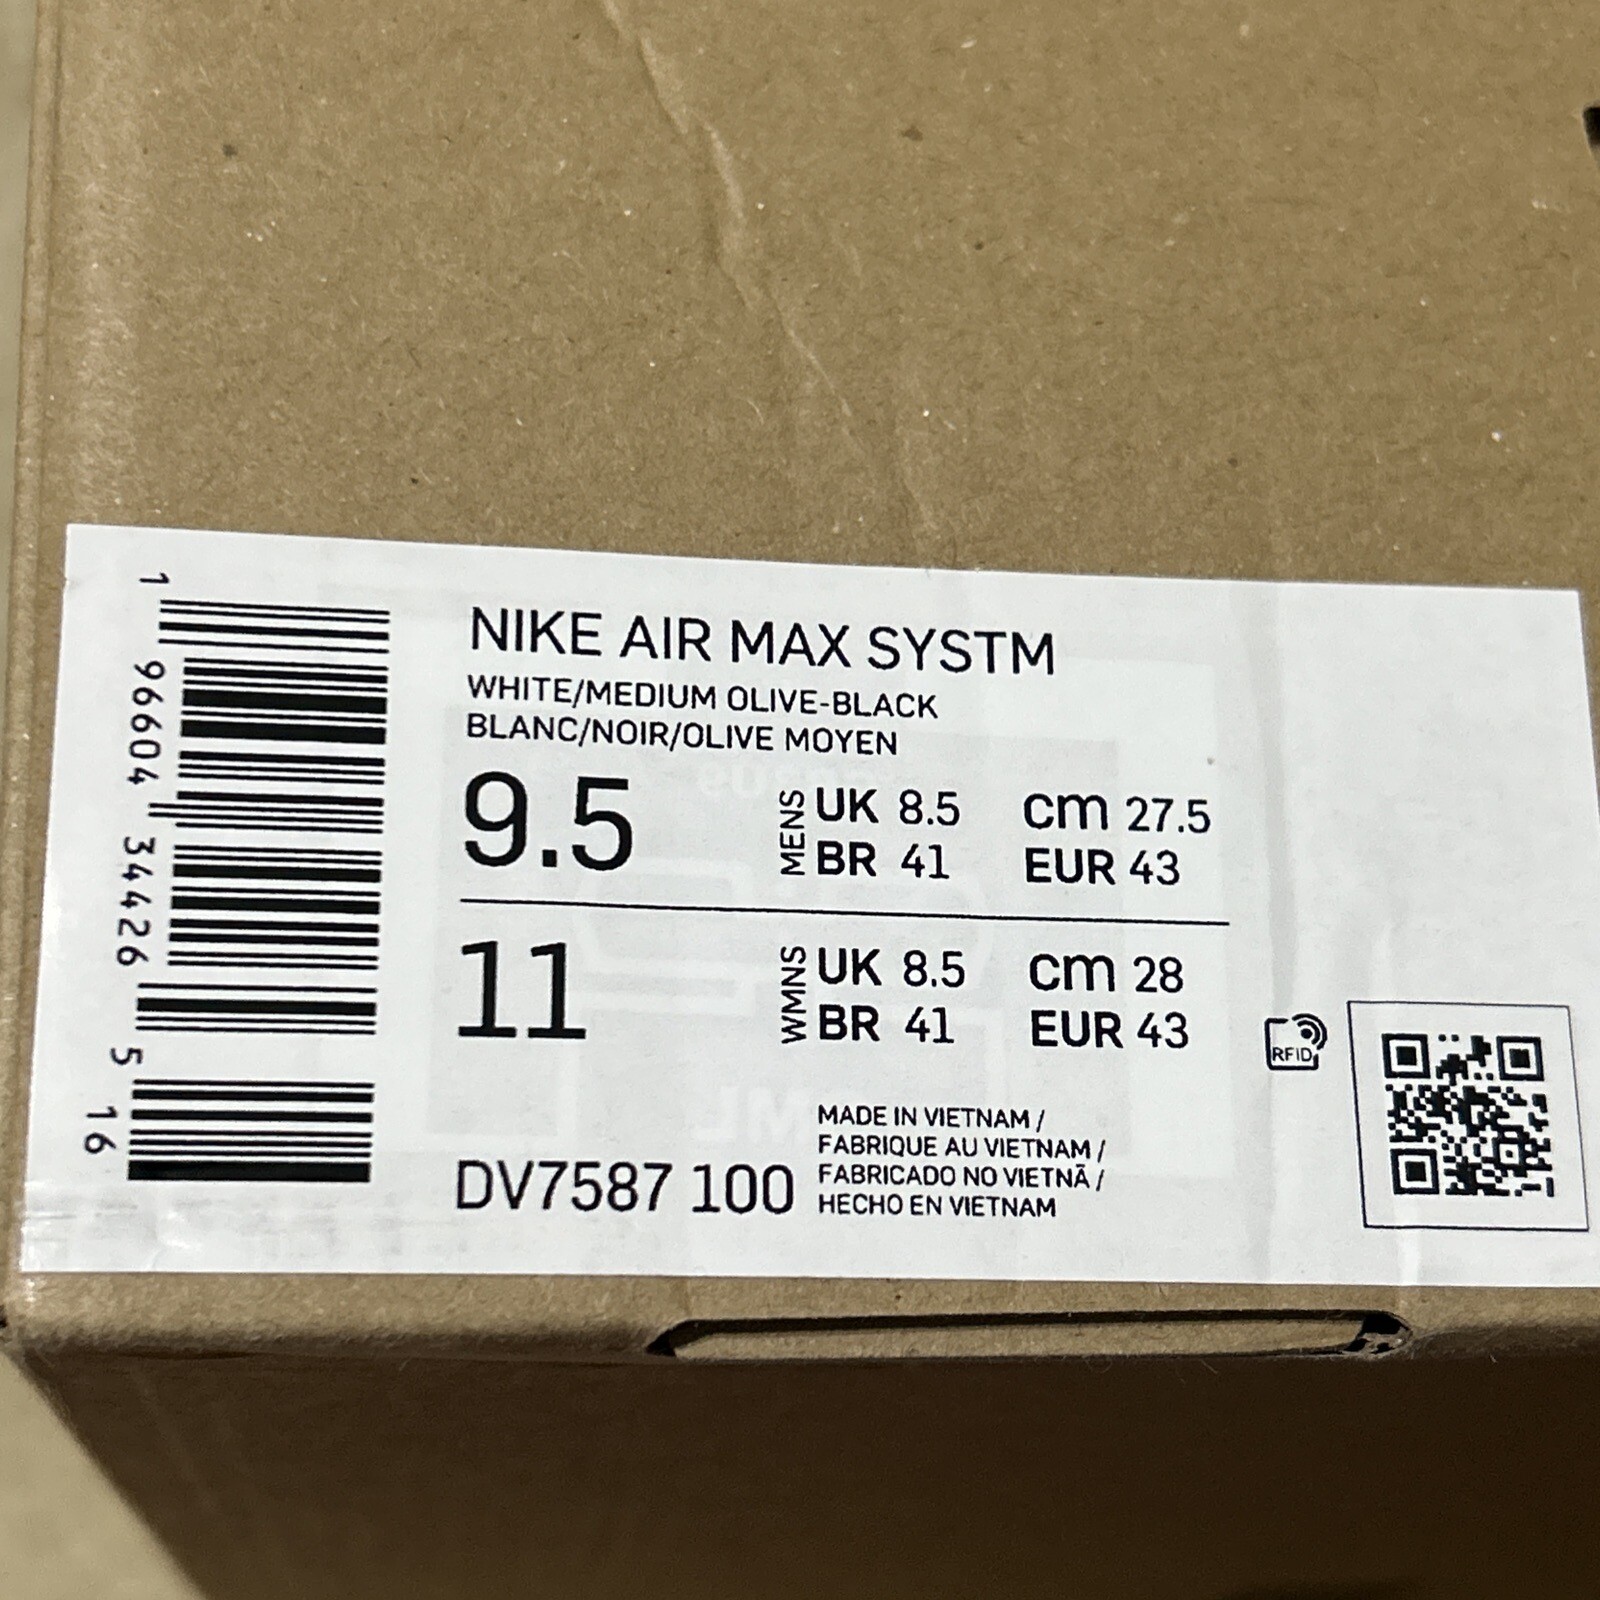 1 96604 34426 5 16
NIKE AIR MAX SYSTM
WHITE/MEDIUM OLIVE-BLACK
BLANC/NOIR/OLIVE MOYEN
9.5 MENS UK 8.5 cm 27.5
BR 41 EUR 43
11 WMNS UK 8.5 cm 28
BR 41 EUR 43
RFID
MADE IN VIETNAM /
FABRIQUE AU VIETNAM /
FABRICADO NO VIETNÃ /
HECHO EN VIETNAM
DV7587 100